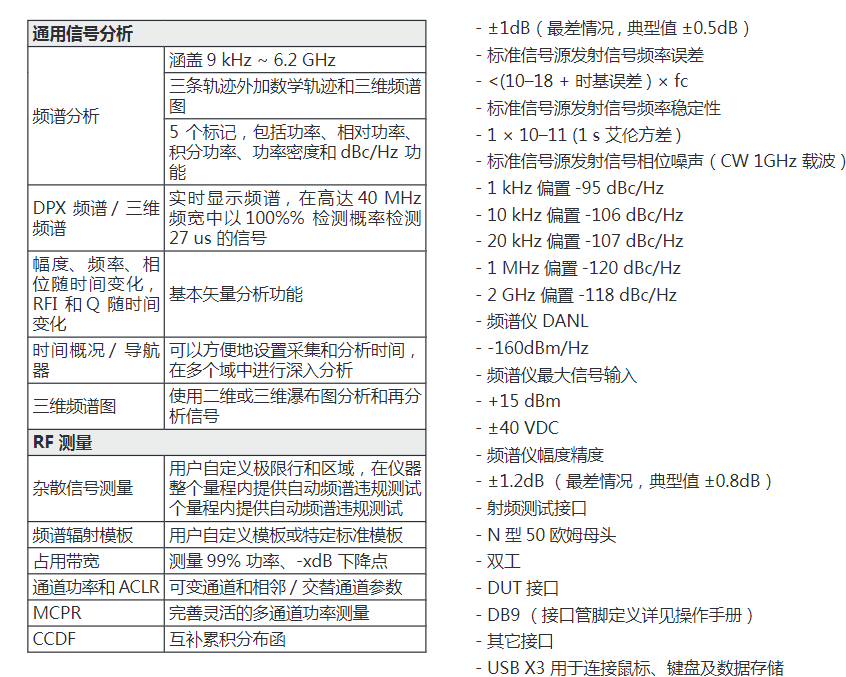 通用信号分析
频谱分析
涵盖 9 kHz ~ 6.2 GHz
三条轨迹外加数学轨迹和三维频谱
图
5 个标记，包括功率、相对功率、
积分功率、功率密度和 dBc/Hz 功
能
DPX 频谱 / 三维
频谱
实时显示频谱，在高达 40 MHz
频宽中以 100%% 检测概率检测
27 us 的信号
幅度、频率、相
位随时间变化，
RFI 和 Q 随时间
变化
基本矢量分析功能
时间概况 / 导航
器
可以方便地设置采集和分析时间，
在多个域中进行深入分析
三维频谱图
使用二维或三维瀑布图分析和再分
析信号
RF 测量
杂散信号测量
用户自定义极限行和区域，在仪器
整个量程内提供自动频谱违规测试
个量程内提供自动频谱违规测试
频谱辐射模板
用户自定义模板或特定标准模板
占用带宽
测量 99% 功率、-xdB 下降点
通道功率和 ACLR
可变通道和相邻 / 交替通道参数
MCPR
完善灵活的多通道功率测量
CCDF
互补累积分布函
- ±1dB（最差情况 , 典型值 ±0.5dB）
- 标准信号源发射信号频率误差
- <(10–18 + 时基误差 ) × fc
- 标准信号源发射信号频率稳定性
- 1 × 10–11 (1 s 艾伦方差 )
- 标准信号源发射信号相位噪声（ CW 1GHz 载波 ）
- 1 kHz 偏置 -95 dBc/Hz
- 10 kHz 偏置 -106 dBc/Hz
- 20 kHz 偏置 -107 dBc/Hz
- 1 MHz 偏置 -120 dBc/Hz
- 2 GHz 偏置 -118 dBc/Hz
- 频谱仪 DANL
- -160dBm/Hz
- 频谱仪最大信号输入
- +15 dBm
- ±40 VDC
- 频谱仪幅度精度
- ±1.2dB （ 最差情况，典型值 ±0.8dB ）
- 射频测试接口
- N 型 50 欧姆母头
- 双工
- DUT 接口
- DB9 （ 接口管脚定义详见操作手册 ）
- 其它接口
- USB X3 用于连接鼠标、键盘及数据存储